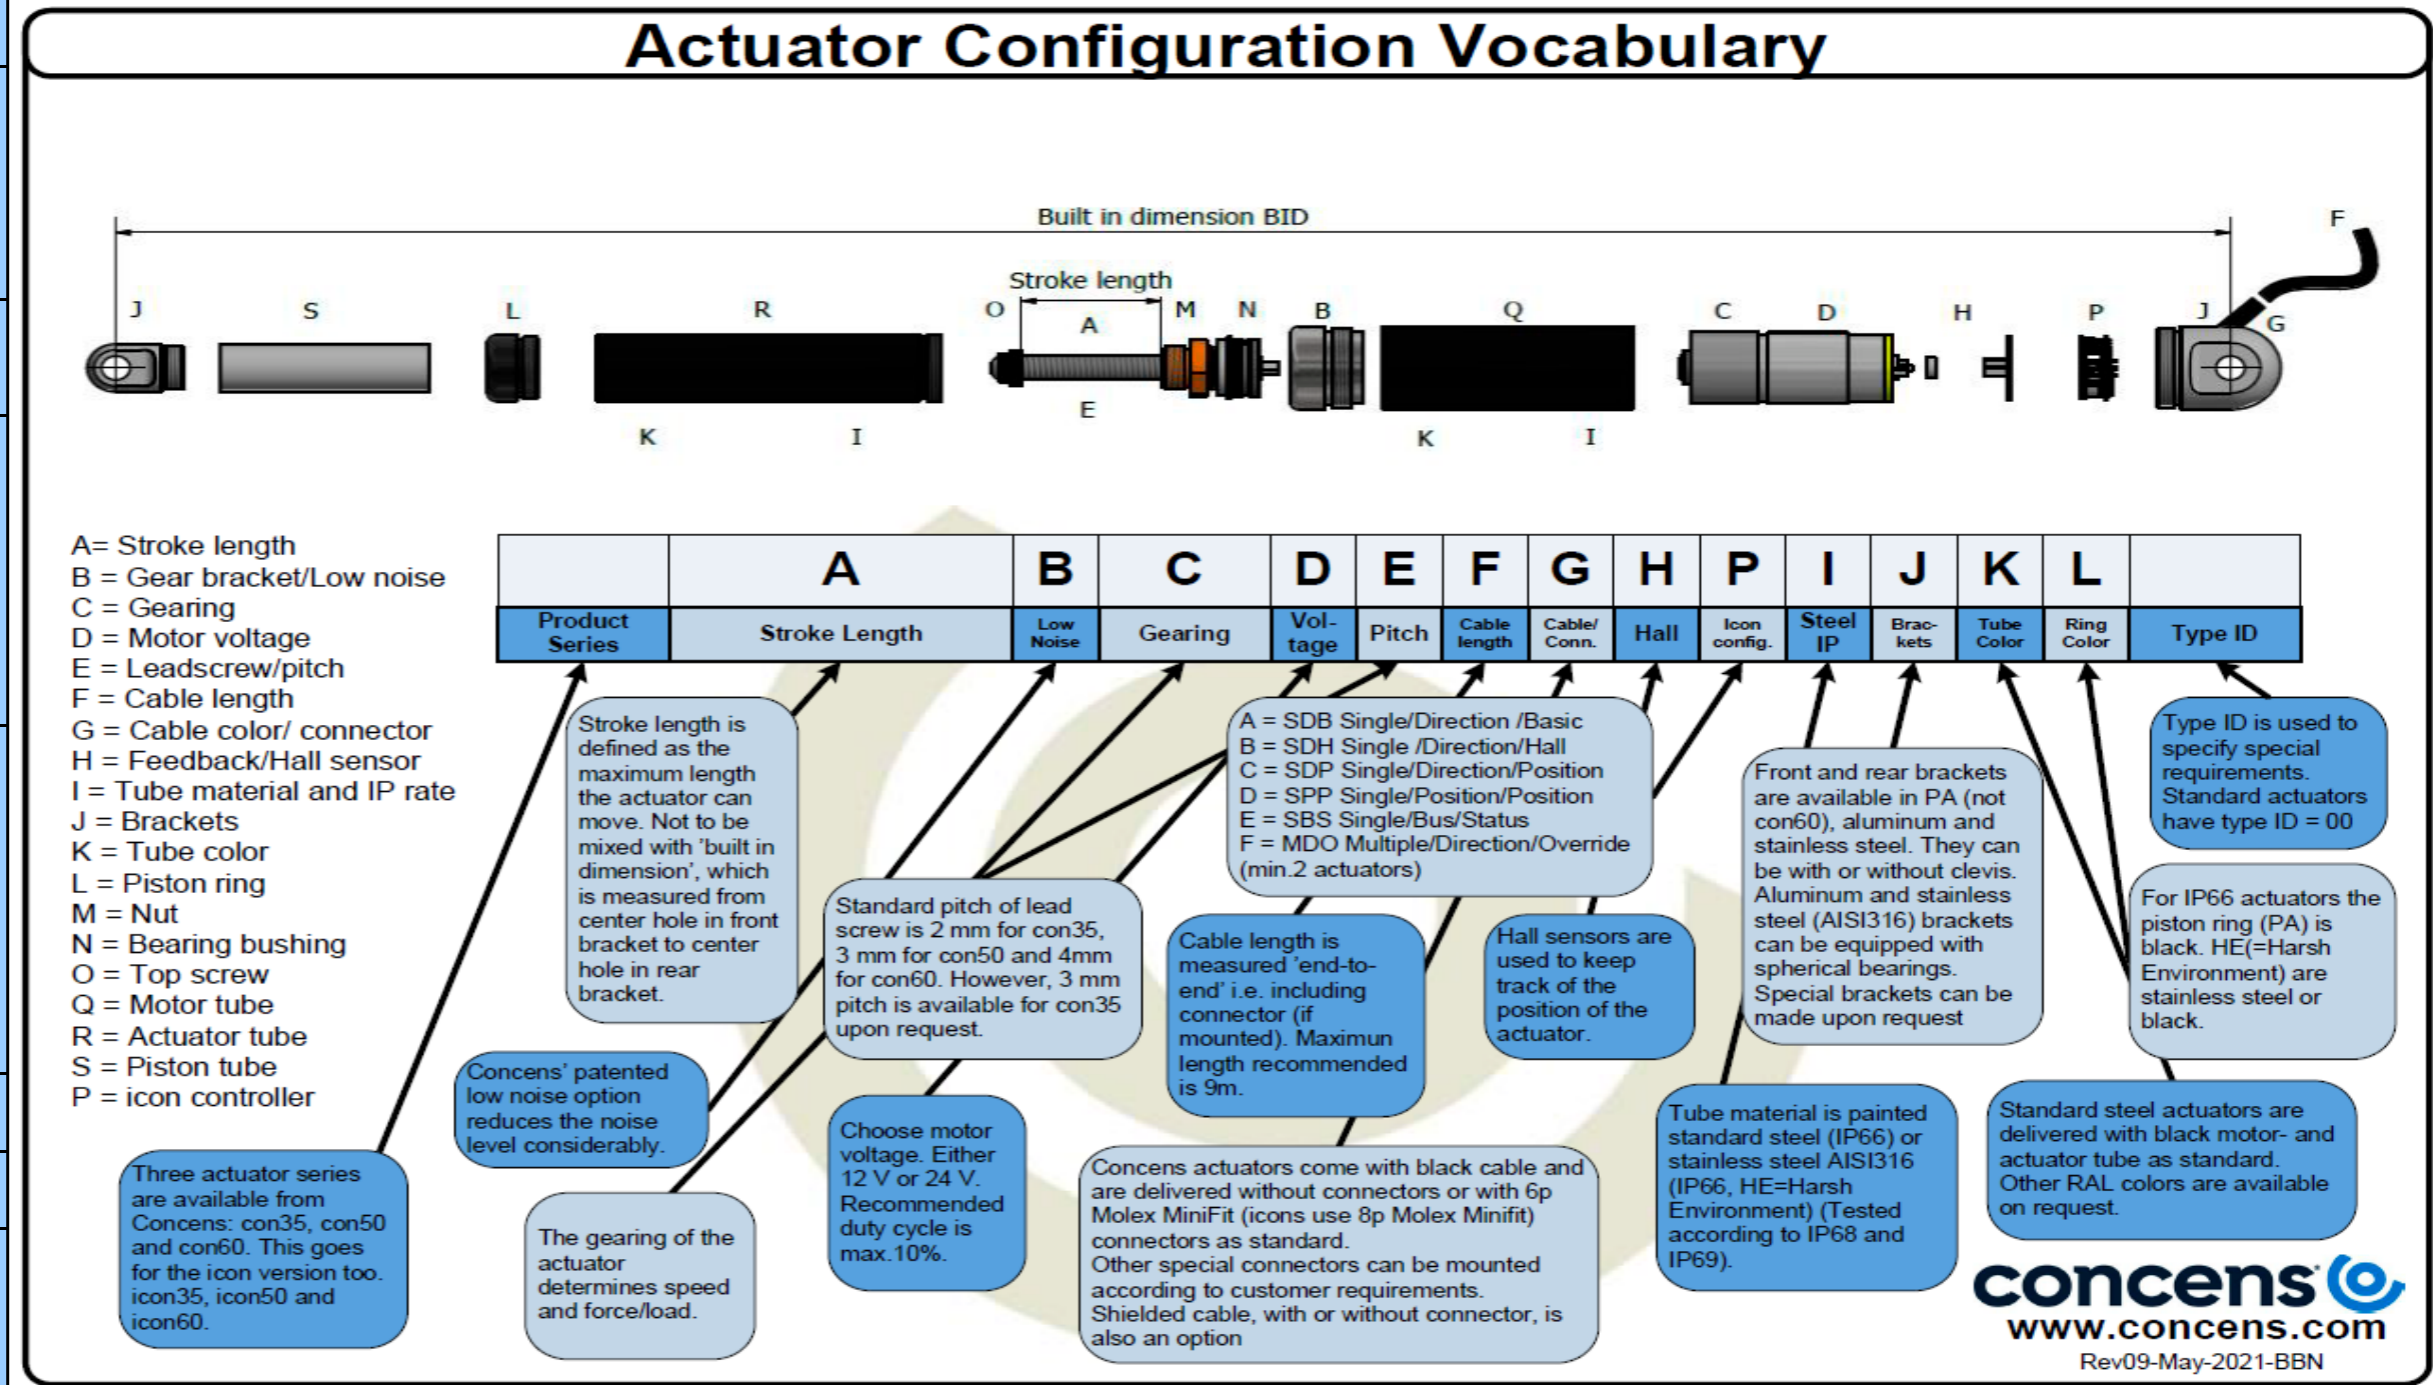 Actuator Configuration Vocabulary
Built in dimension BID
F
Stroke length
J
S
L
R
O
A
M
N
B
Q
C
D
H
P
J
G
E
K
I
K
I
A= Stroke length
B = Gear bracket/Low noise
C = Gearing
D = Motor voltage
E = Leadscrew/pitch
F = Cable length
G = Cable color/ connector
H = Feedback/Hall sensor
I = Tube material and IP rate
J = Brackets
K = Tube color
L = Piston ring
M = Nut
N = Bearing bushing
O = Top screw
Q = Motor tube
R = Actuator tube
S = Piston tube
P = icon controller
A B C D E F G H P I J K L
Product
Series
Stroke Length
Low
Noise
Gearing
Vol-
tage
Pitch
Cable
length
Cable/
Conn.
Hall
Icon
config.
Steel
IP
Brac-
kets
Tube
Color
Ring
Color
Type ID
Stroke length is
defined as the
maximum length
the actuator can
move. Not to be
mixed with 'built in
dimension', which
is measured from
center hole in front
bracket to center
hole in rear
bracket.
A = SDB Single/Direction /Basic
B = SDH Single /Direction/Hall
C = SDP Single/Direction/Position
D = SPP Single/Position/Position
E = SBS Single/Bus/Status
F = MDO Multiple/Direction/Override
(min.2 actuators)
Type ID is used to
specify special
requirements.
Standard actuators
have type ID = 00
Front and rear brackets
are available in PA (not
con60), aluminum and
stainless steel. They can
be with or without clevis.
Aluminum and stainless
steel (AISI316) brackets
can be equipped with
spherical bearings.
Special brackets can be
made upon request
Standard pitch of lead
screw is 2 mm for con35,
3 mm for con50 and 4mm
for con60. However, 3 mm
pitch is available for con35
upon request.
Cable length is
measured 'end-to-
end' i.e. including
connector (if
mounted). Maximun
length recommended
is 9m.
Hall sensors are
used to keep
track of the
position of the
actuator.
For IP66 actuators the
piston ring (PA) is
black. HE(=Harsh
Environment) are
stainless steel or
black.
Concens' patented
low noise option
reduces the noise
level considerably.
Choose motor
voltage. Either
12 V or 24 V.
Recommended
duty cycle is
max.10%.
Tube material is painted
standard steel (IP66) or
stainless steel AISI316
(IP66, HE=Harsh
Environment) (Tested
according to IP68 and
IP69).
Standard steel actuators are
delivered with black motor- and
actuator tube as standard.
Other RAL colors are available
on request.
Three actuator series
are available from
Concens: con35, con50
and con60. This goes
for the icon version too.
icon35, icon50 and
icon60.
The gearing of the
actuator
determines speed
and force/load.
Concens actuators come with black cable and
are delivered without connectors or with 6p
Molex MiniFit (icons use 8p Molex Minifit)
connectors as standard.
Other special connectors can be mounted
according to customer requirements.
Shielded cable, with or without connector, is
also an option
concens
www.concens.com
Rev09-May-2021-BBN